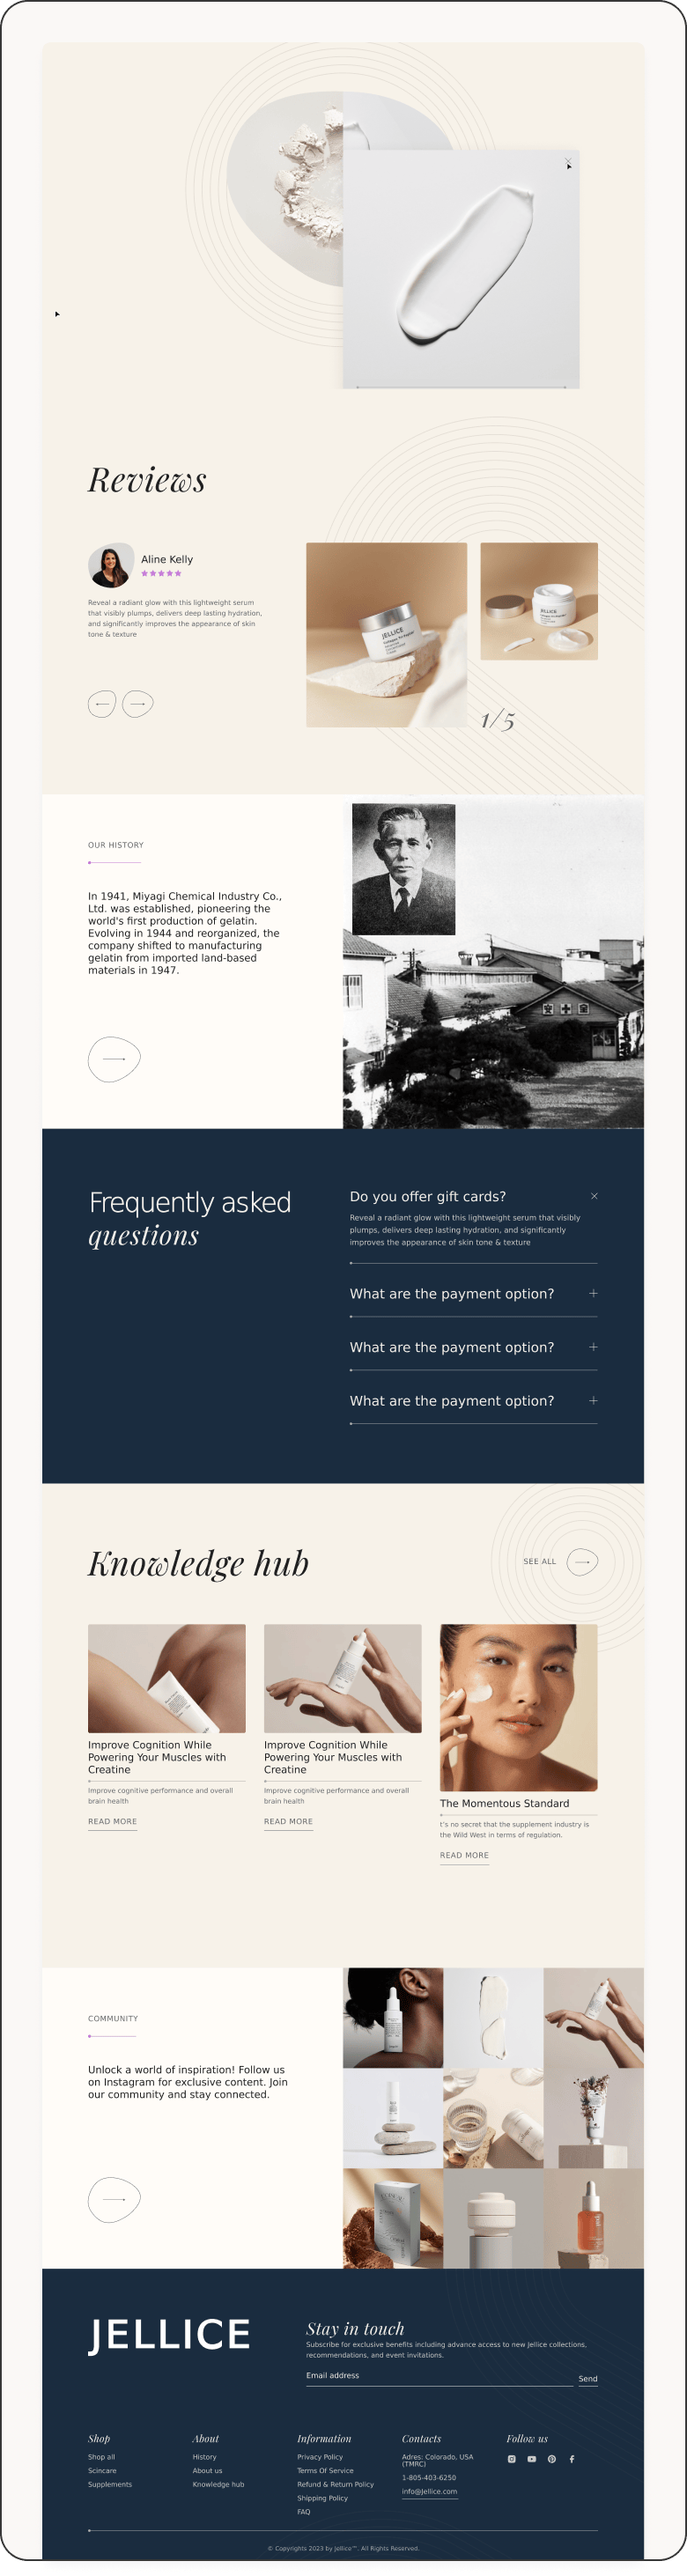 Reviews
Aline Kelly
Reveal a radiant glow with this lightweight serum
that visibly plumps, delivers deep lasting hydration,
and significantly improves the appearance of skin
tone & texture
JELLICE
JELLICE
1/5
OUR HISTORY
In 1941, Miyagi Chemical Industry Co.,
Ltd. was established, pioneering the
world's first production of gelatin.
Evolving in 1944 and reorganized, the
company shifted to manufacturing
gelatin from imported land-based
materials in 1947.
Frequently asked
questions
Do you offer gift cards?
Reveal a radiant glow with this lightweight serum that visibly
plumps, delivers deep lasting hydration, and significantly
improves the appearance of skin tone & texture
What are the payment option?
What are the payment option?
What are the payment option?
Knowledge hub
SEE ALL
Improve Cognition While
Powering Your Muscles with
Creatine
Improve cognitive performance and overall
brain health
READ MORE
Improve Cognition While
Powering Your Muscles with
Creatine
Improve cognitive performance and overall
brain health
READ MORE
The Momentous Standard
t's no secret that the supplement industry is
the Wild West in terms of regulation.
READ MORE
COMMUNITY
Unlock a world of inspiration! Follow us
on Instagram for exclusive content. Join
our community and stay connected.
JELLICE
Stay in touch
Subscribe for exclusive benefits including advance access to new Jellice collections,
recommendations, and event invitations.
Email address
Send
Shop
Shop all
Scincare
Supplements
About
History
About us
Knowledge hub
Information
Privacy Policy
Terms Of Service
Refund & Return Policy
Shipping Policy
FAQ
Contacts
Adres: Colorado, USA
(TMRC)
1-805-403-6250
info@Jellice.com
Follow us
© Copyrights 2023 by Jellice™. All Rights Reserved.